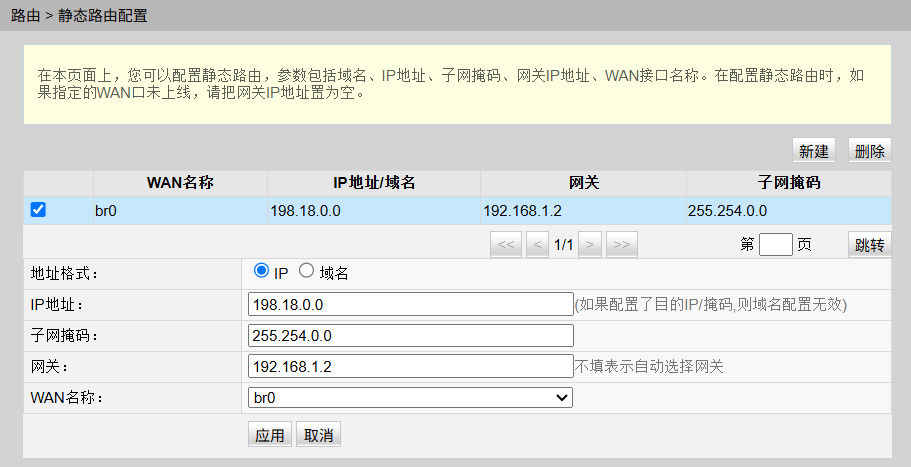 路由 > 静态路由配置
在本页面上，您可以配置静态路由，参数包括域名、IP地址、子网掩码、网关IP地址、WAN接口名称。在配置静态路由时，如
果指定的WAN口未上线，请把网关IP地址置为空。
新建 删除
WAN名称 IP地址/域名 网关 子网掩码
br0 198.18.0.0 192.168.1.2 255.254.0.0
<< < 1/1 > >> 第 页 跳转
地址格式： IP 域名
IP地址： 198.18.0.0 (如果配置了目的IP/掩码,则域名配置无效)
子网掩码： 255.254.0.0
网关： 192.168.1.2 不填表示自动选择网关
WAN名称： br0
应用 取消